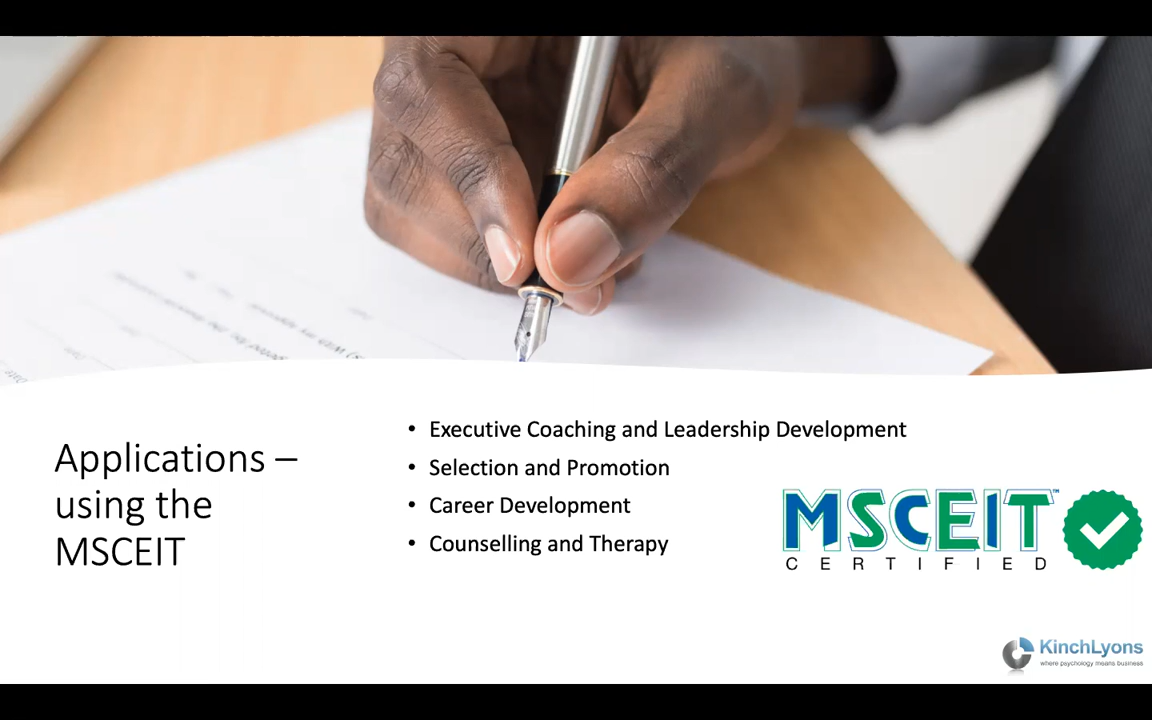 Applications –
using the
MSCEIT
• Executive Coaching and Leadership Development
• Selection and Promotion
• Career Development
• Counselling and Therapy
MSCEIT™
CERTIFIED
KinchLyons
where psychology means business